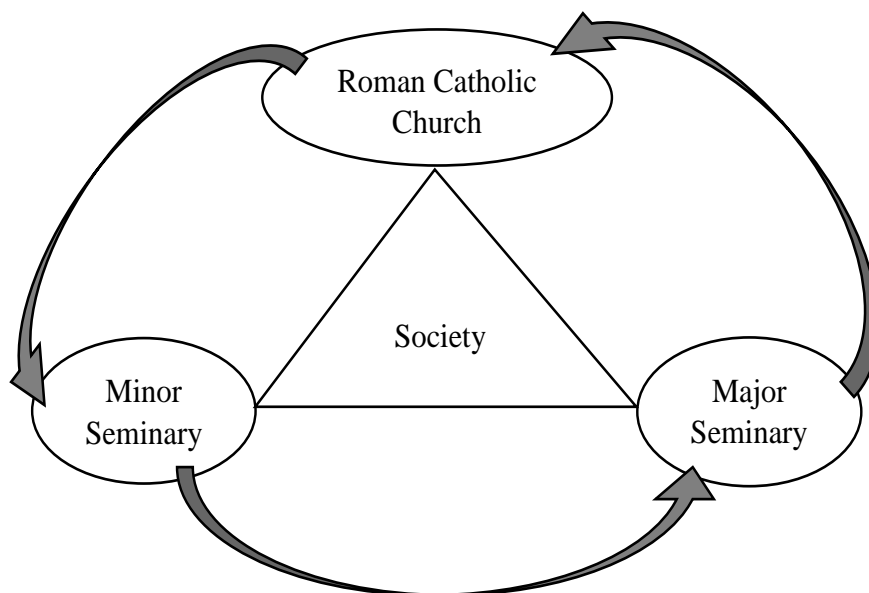 Roman Catholic
Church
Society
Minor
Seminary
Major
Seminary